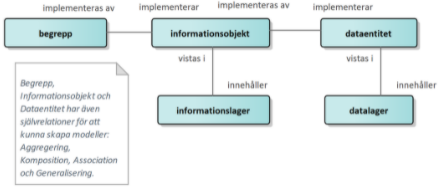 implementeras av implementerar implementeras av implementerar
begrepp informationsobjekt dataentitet
vistas i vistas i
innehåller innehåller
informationslager datalager
Begrepp,
Informationsobjekt och
Dataentitet har även
självrelationer för att
kunna skapa modeller:
Aggregering,
Komposition, Association
och Generalisering.